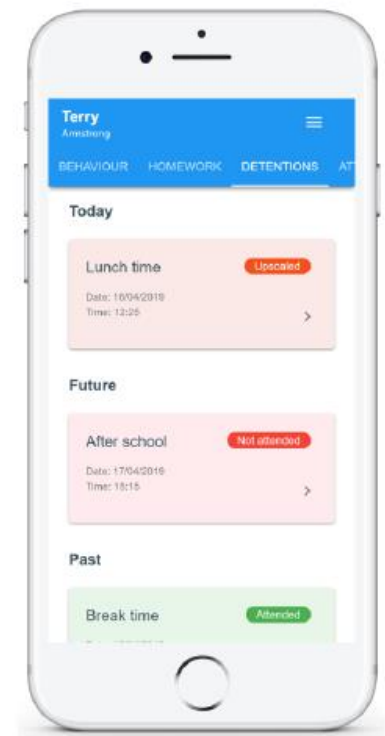 Terry
Armstrong
BEHAVIOUR HOMEWORK DETENTIONS AT
Today
Lunch time Upscaled
Date: 16/04/2019
Time: 12:25
Future
After school Not attended
Date: 17/04/2019
Time: 15:15
Past
Break time Attended